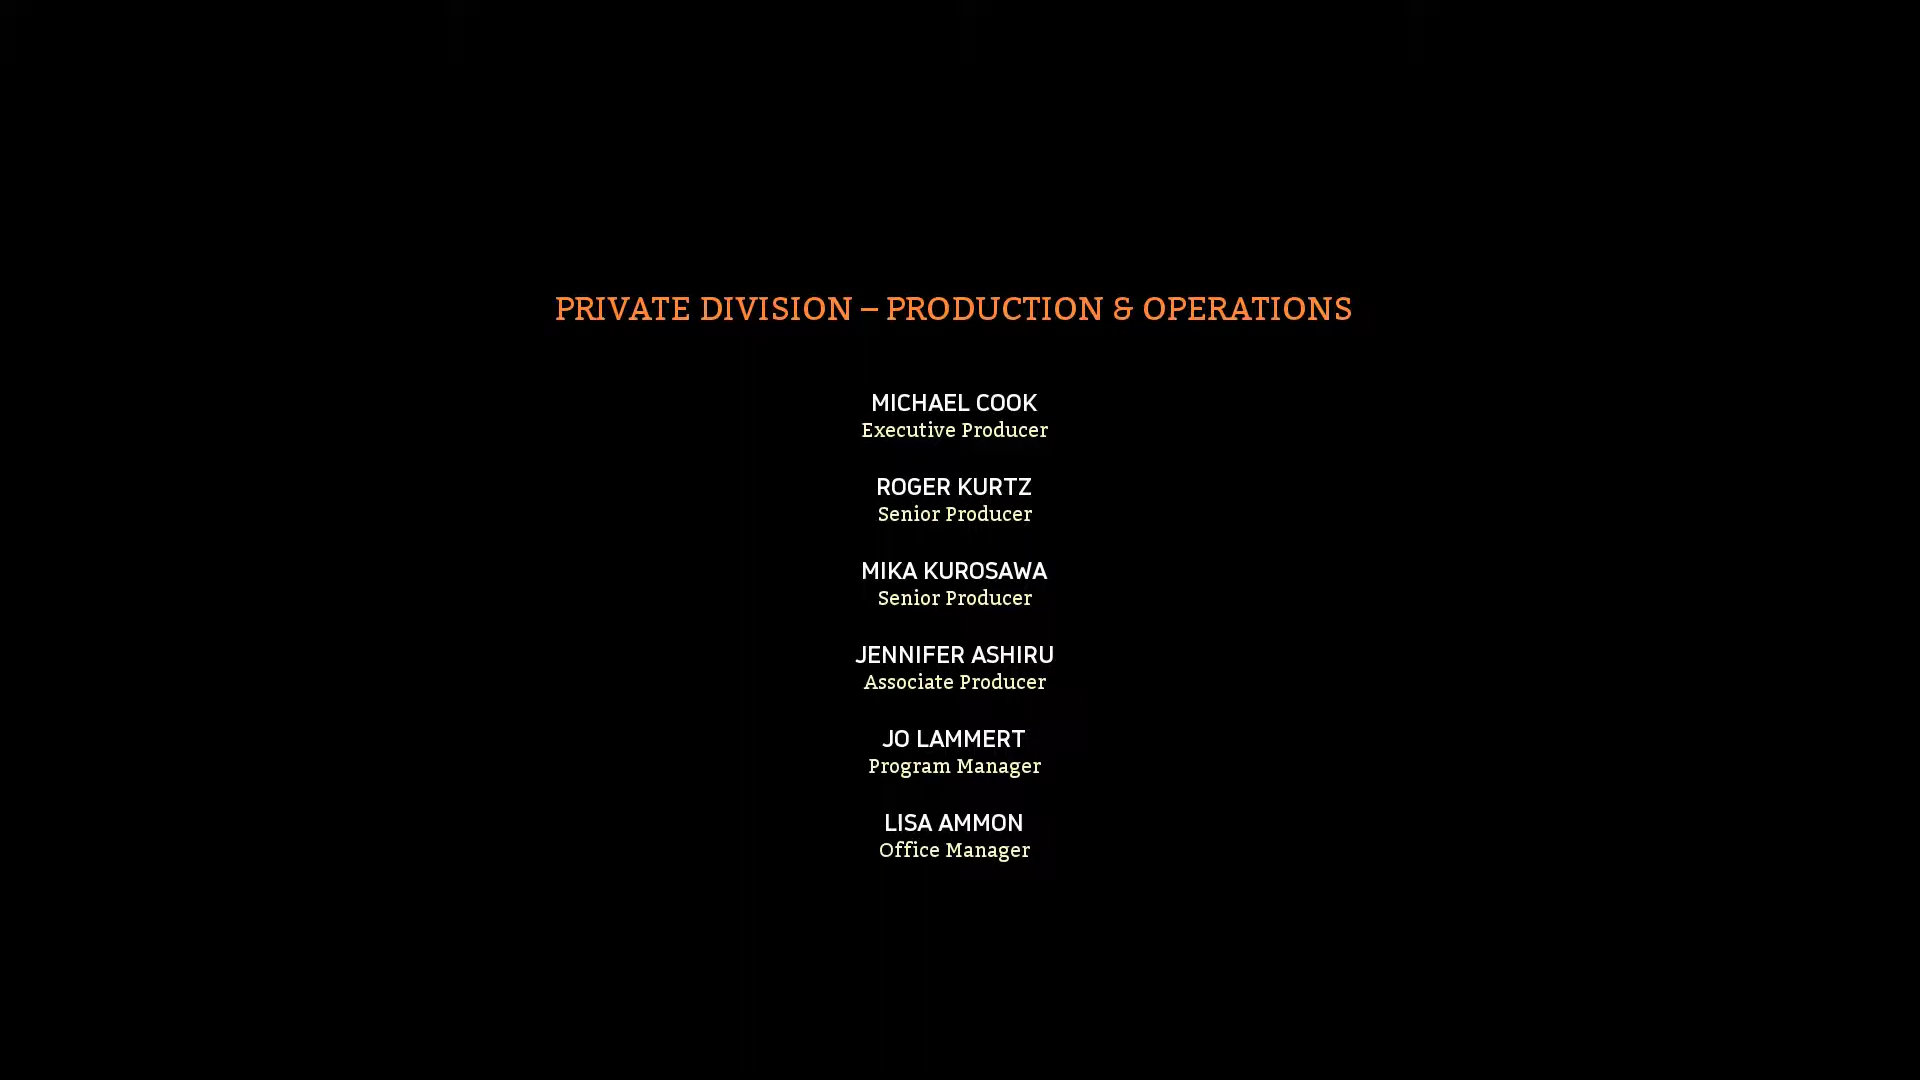 PRIVATE DIVISION – PRODUCTION & OPERATIONS
MICHAEL COOK
Executive Producer
ROGER KURTZ
Senior Producer
MIKA KUROSAWA
Senior Producer
JENNIFER ASHIRU
Associate Producer
JO LAMMERT
Program Manager
LISA AMMON
Office Manager